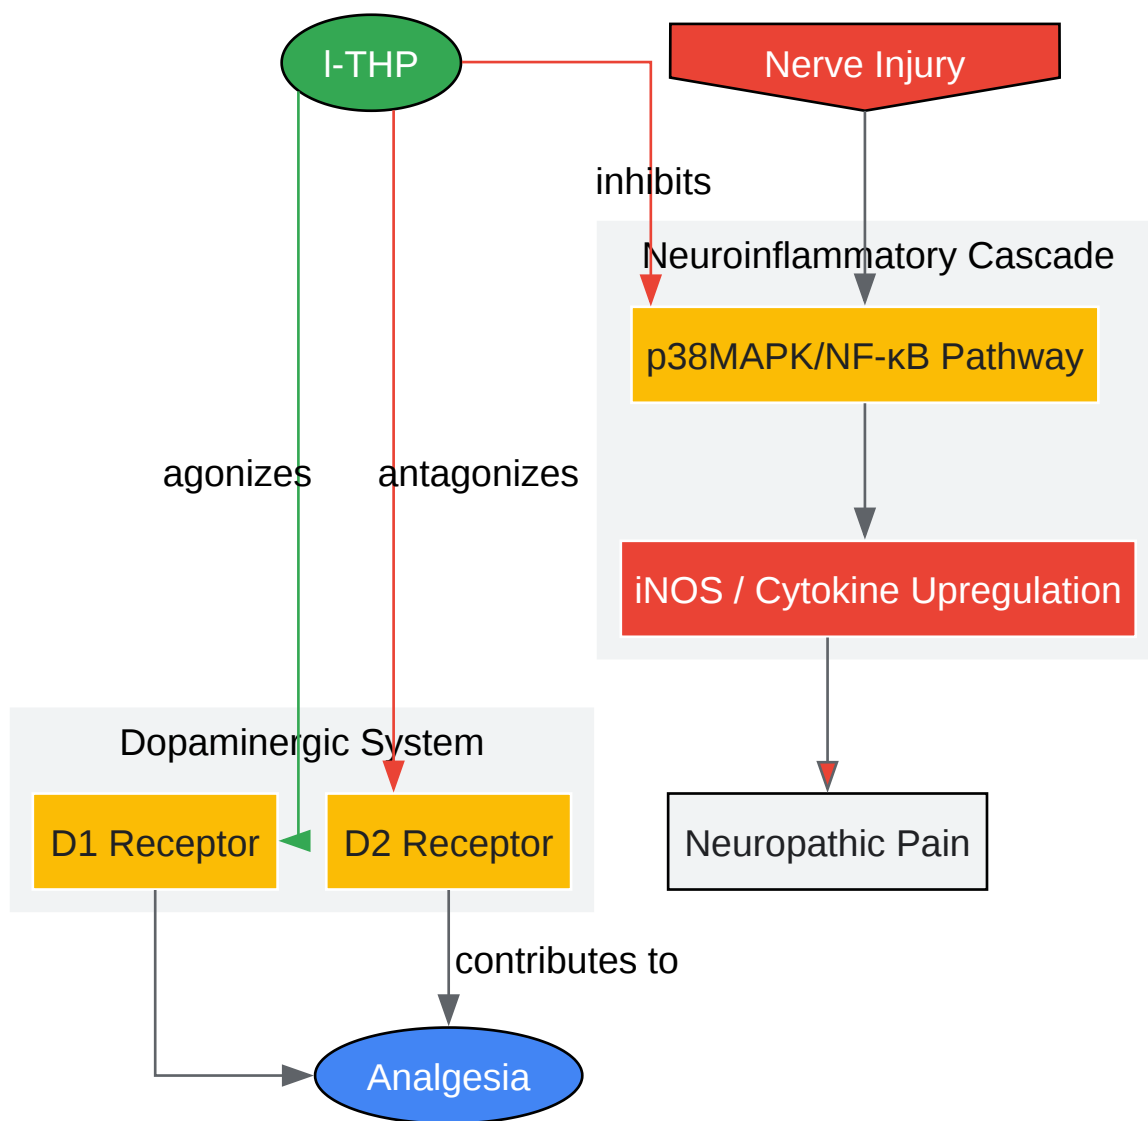 l-THP
Nerve Injury
inhibits
Neuroinflammatory Cascade
p38MAPK/NF-κB Pathway
agonizes
antagonizes
iNOS / Cytokine Upregulation
Dopaminergic System
D1 Receptor
D2 Receptor
Neuropathic Pain
contributes to
Analgesia